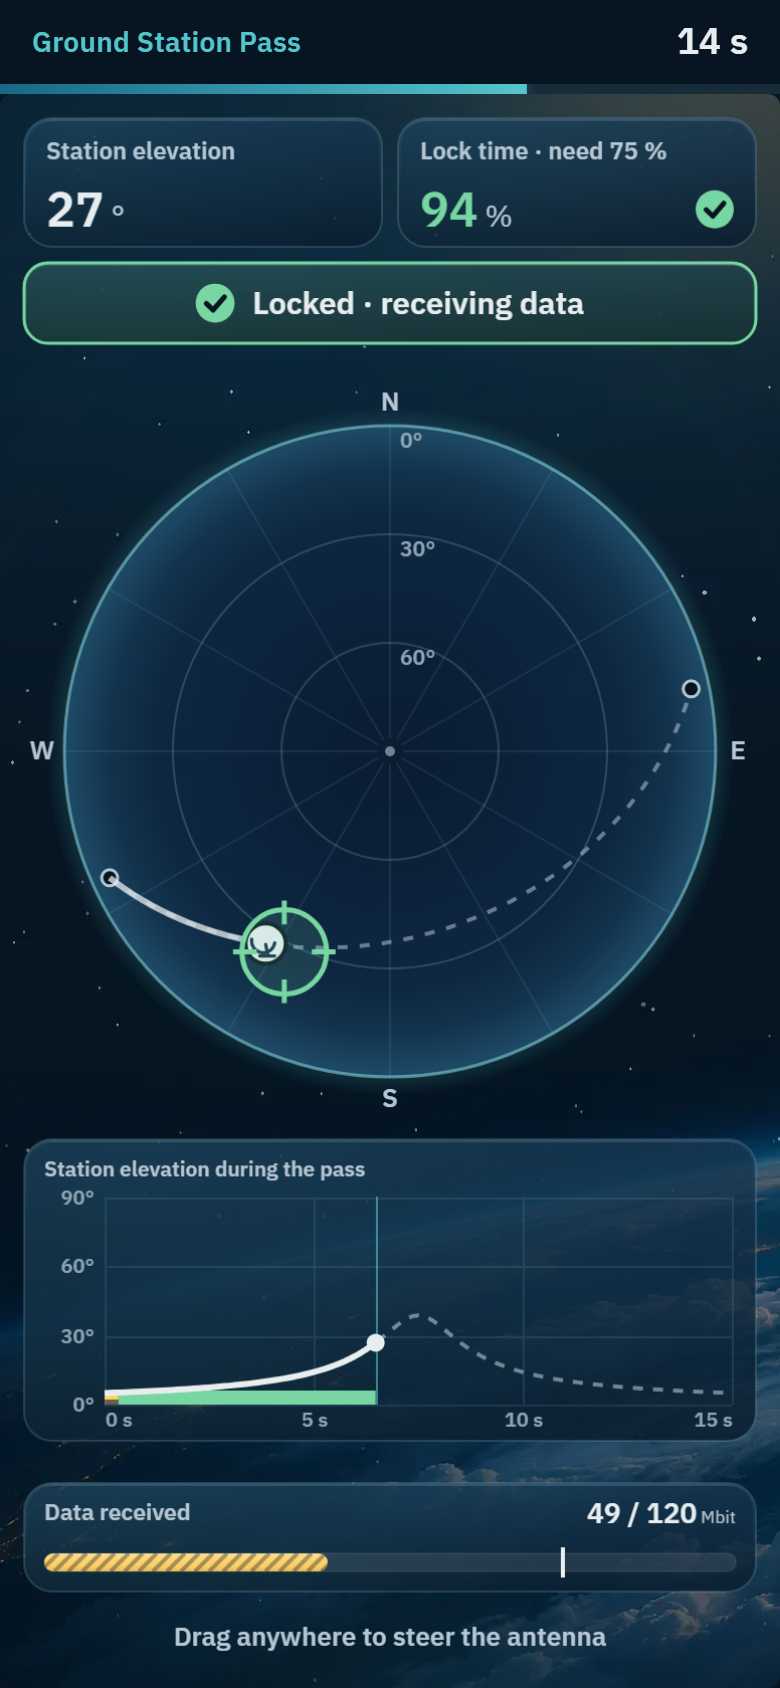 Ground Station Pass
14 s
Station elevation
27 °
Lock time · need 75 %
94 %
Locked · receiving data
N
0°
30°
60°
W
E
S
Station elevation during the pass
90°
60°
30°
0°
0 s
5 s
10 s
15 s
Data received
49 / 120 Mbit
Drag anywhere to steer the antenna